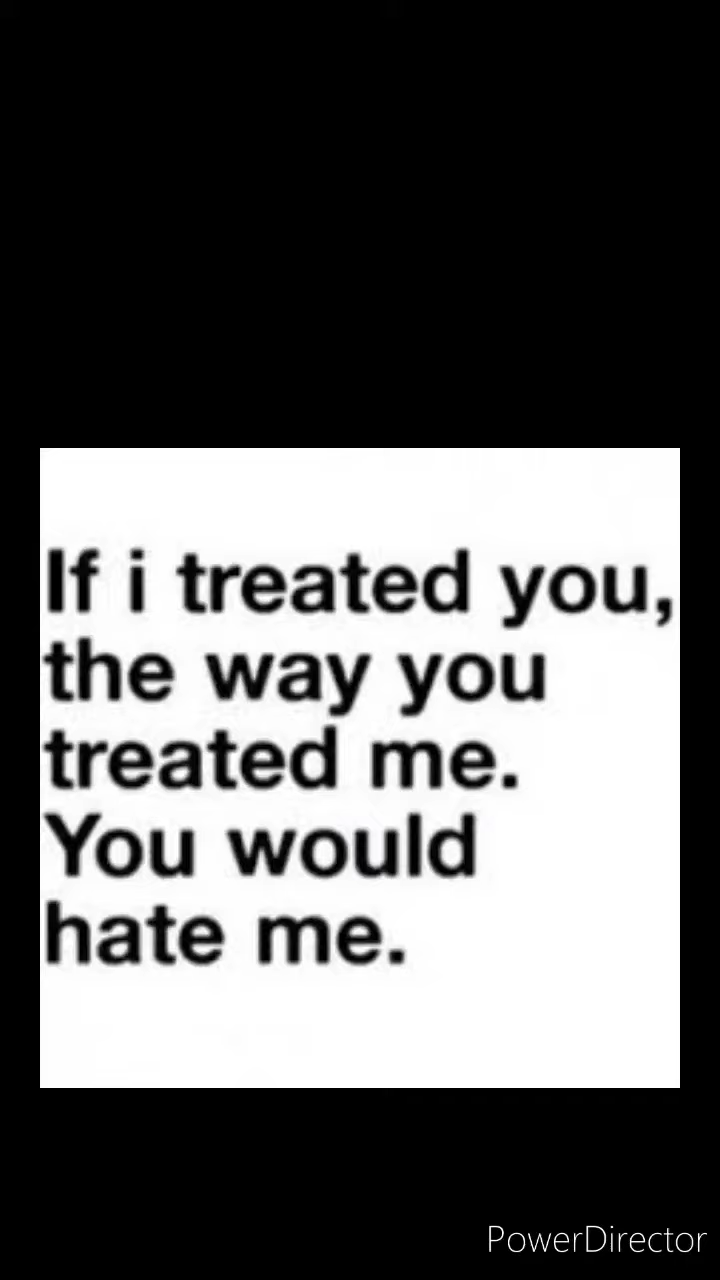 If i treated you,
the way you
treated me.
You would
hate me.
PowerDirector